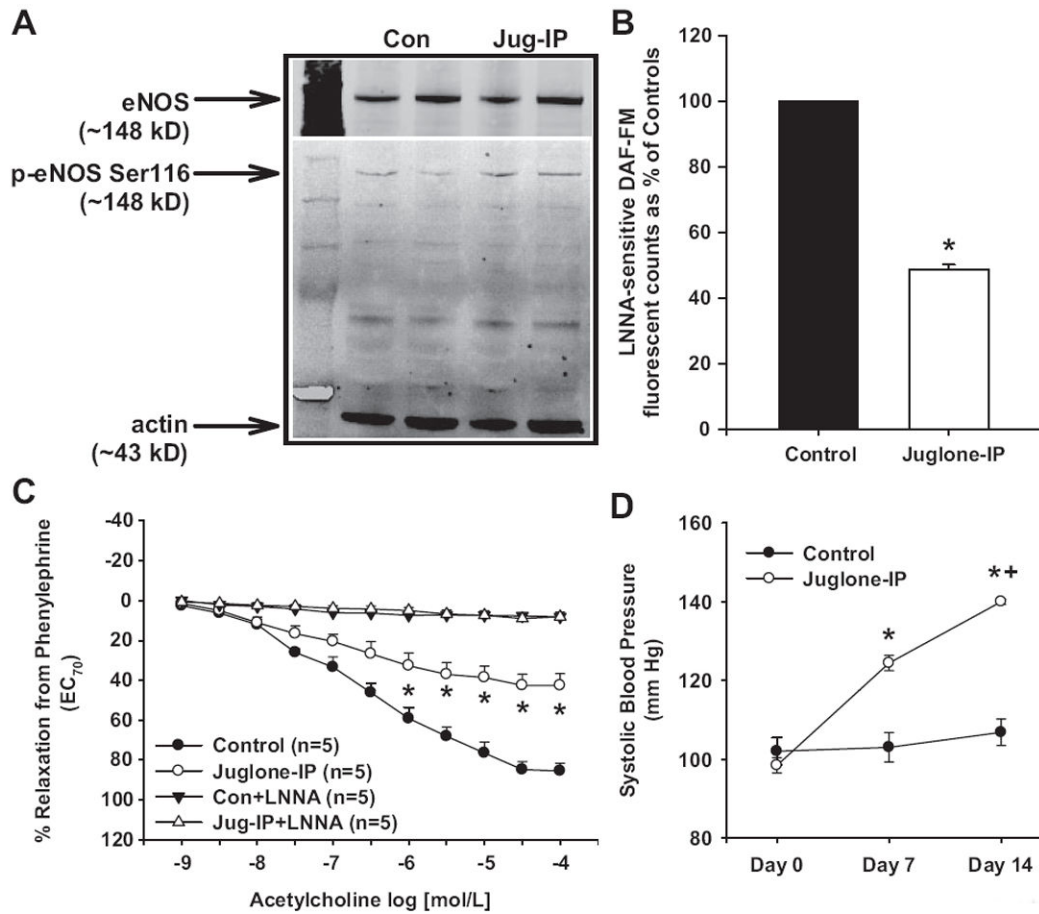 A
Con Jug-IP
eNOS
(~148 kD)
p-eNOS Ser116
(~148 kD)
actin
(~43 kD)
B
LNNA-sensitive DAF-FM
fluorescent counts as % of Controls
120
100
80
60
40
20
0
*
Control Juglone-IP
C
% Relaxation from Phenylephrine
(EC70)
-40
-20
0
20
40
60
80
100
120
* * * * *
Control (n=5)
Juglone-IP (n=5)
Con+LNNA (n=5)
Jug-IP+LNNA (n=5)
-9 -8 -7 -6 -5 -4
Acetylcholine log [mol/L]
D
Systolic Blood Pressure
(mm Hg)
160
140
120
100
80
Control
Juglone-IP
*
*+
Day 0 Day 7 Day 14